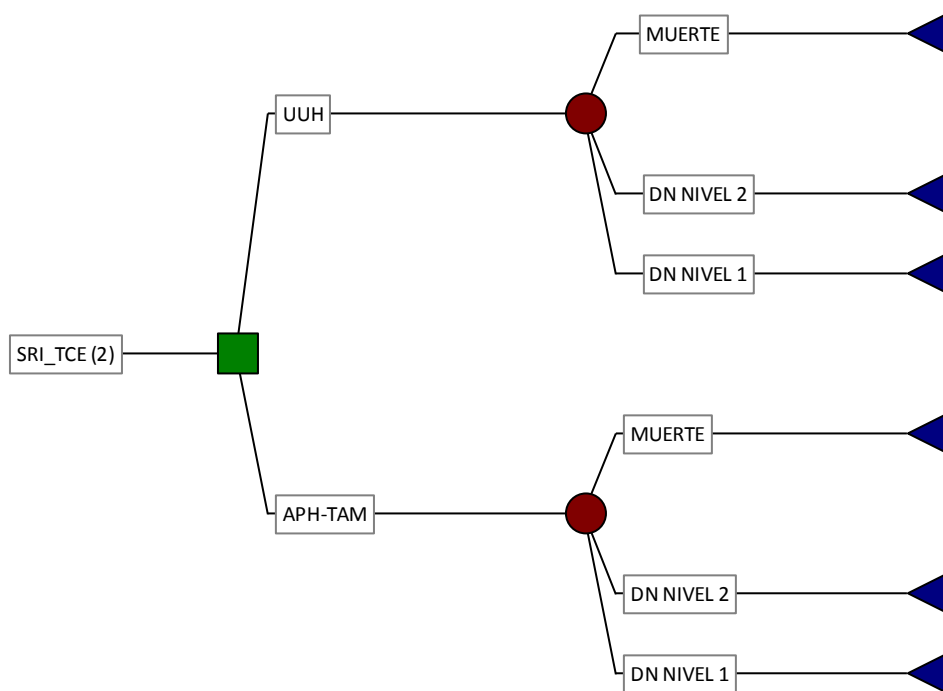 MUERTE
UUH
DN NIVEL 2
DN NIVEL 1
SRI_TCE (2)
MUERTE
APH-TAM
DN NIVEL 2
DN NIVEL 1